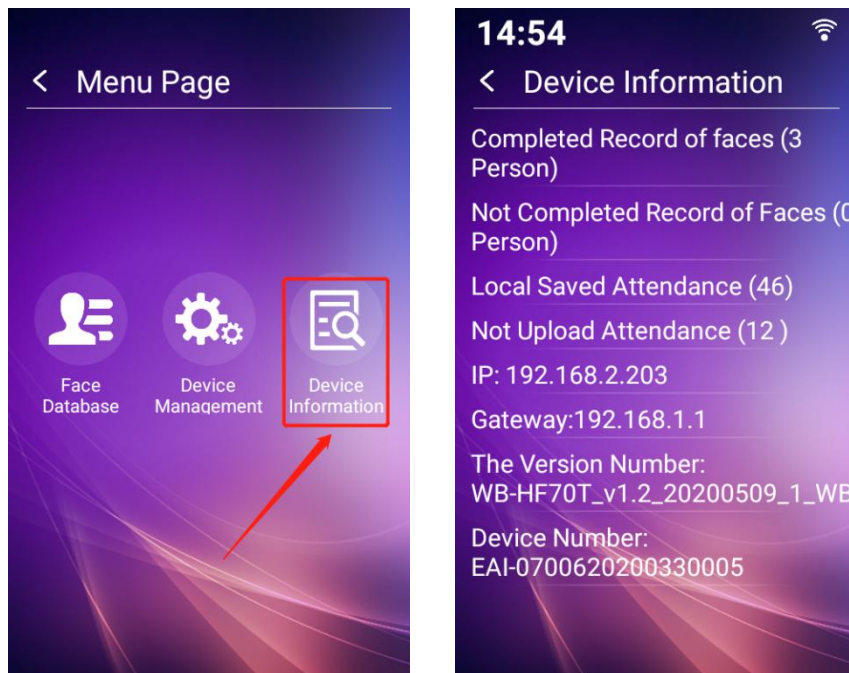 Menu Page
Face
Database
Device
Management
Device
Information
14:54
Device Information
Completed Record of faces (3
Person)
Not Completed Record of Faces (0
Person)
Local Saved Attendance (46)
Not Upload Attendance (12 )
IP: 192.168.2.203
Gateway:192.168.1.1
The Version Number:
WB-HF70T_v1.2_20200509_1_WB
Device Number:
EAI-0700620200330005